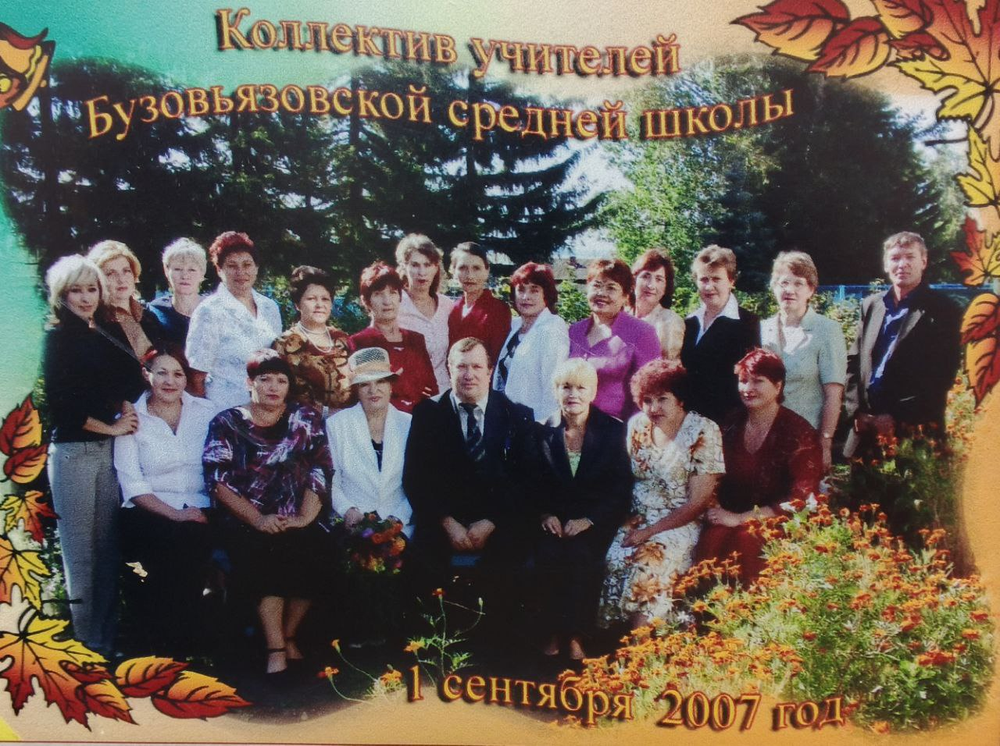 Коллектив учителей
Бузовьязовской средней школы
1 сентября 2007 год